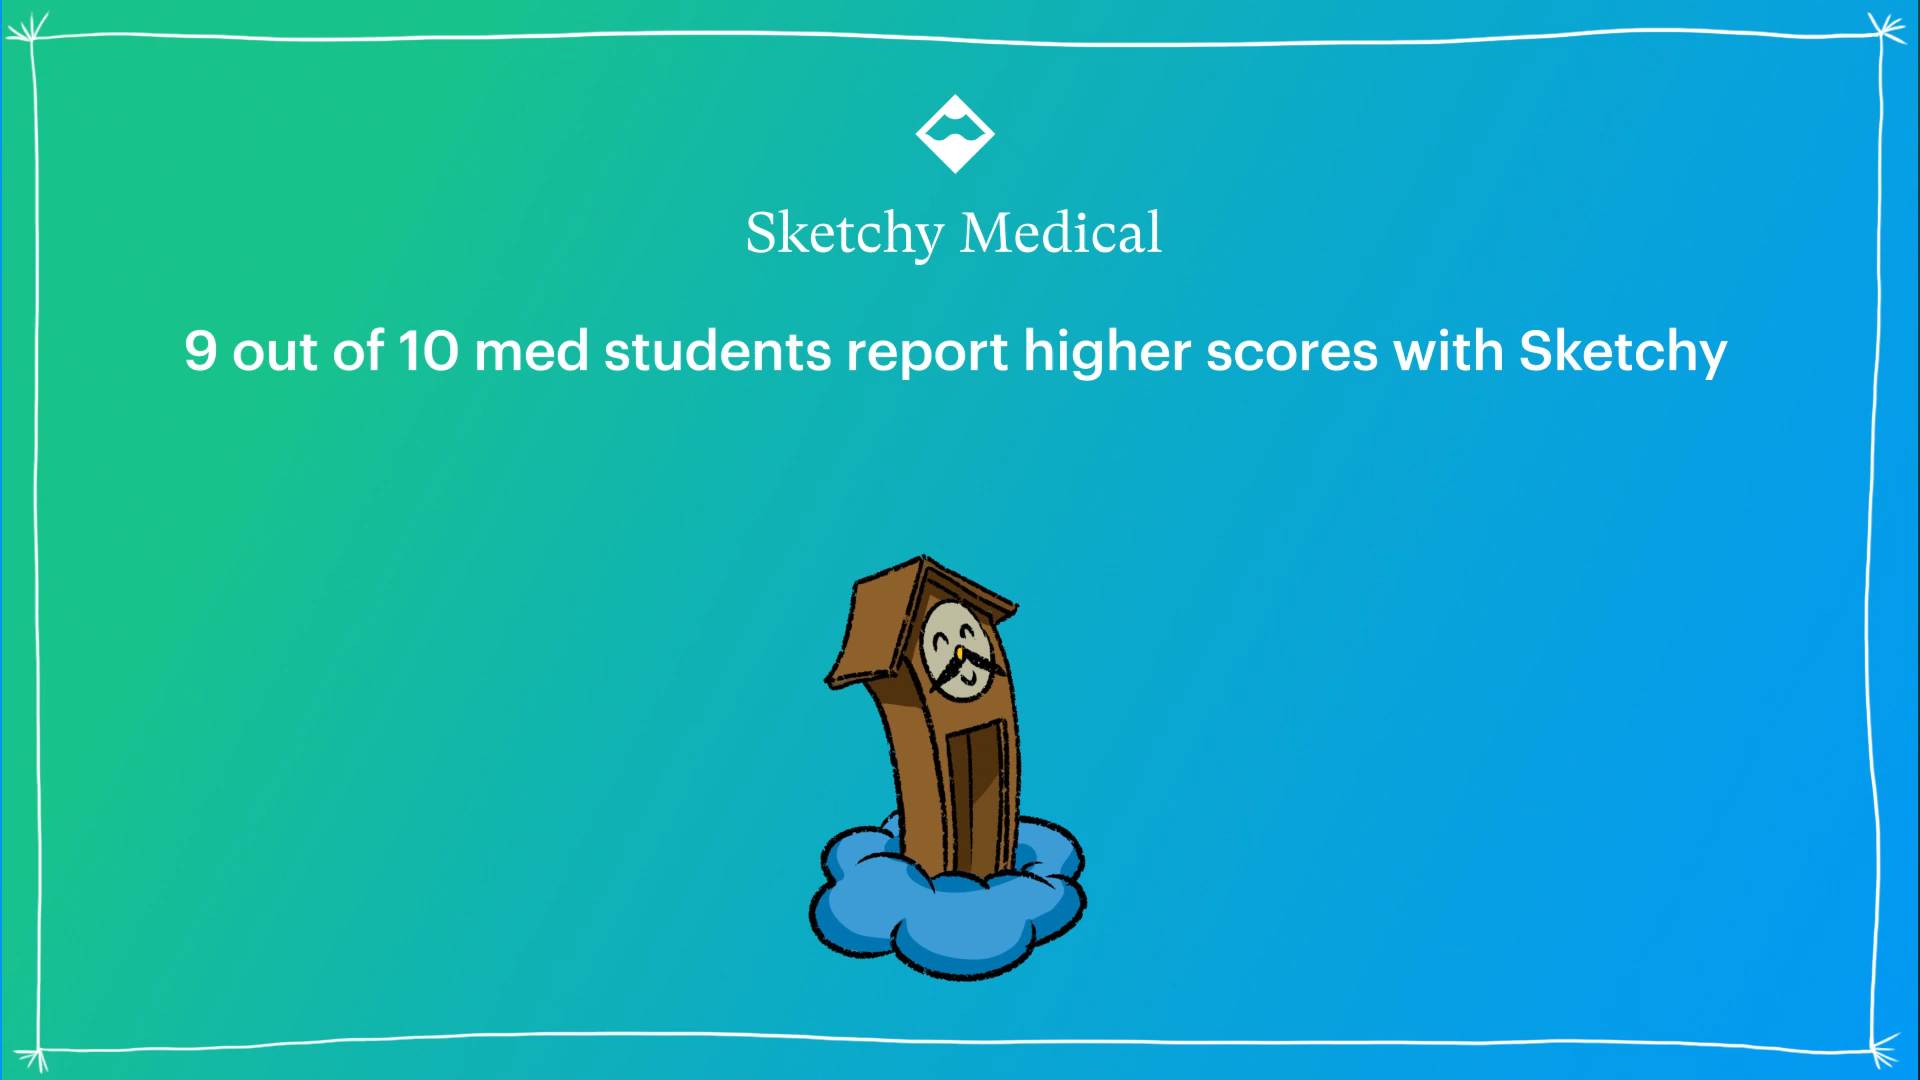 Sketchy Medical
9 out of 10 med students report higher scores with Sketchy